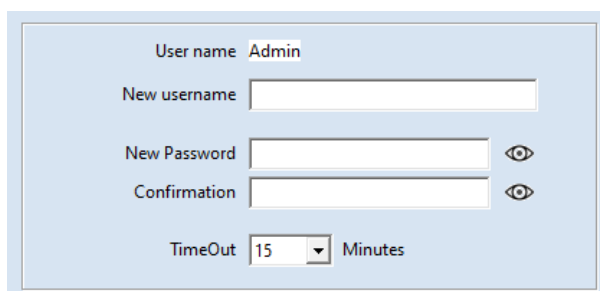 User name Admin
New username
New Password
Confirmation
TimeOut 15 Minutes